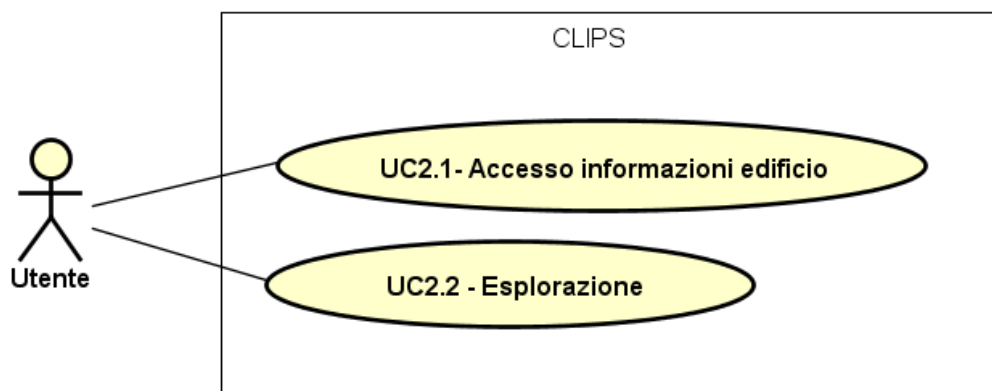 CLIPS
UC2.1- Accesso informazioni edificio
Utente
UC2.2 - Esplorazione